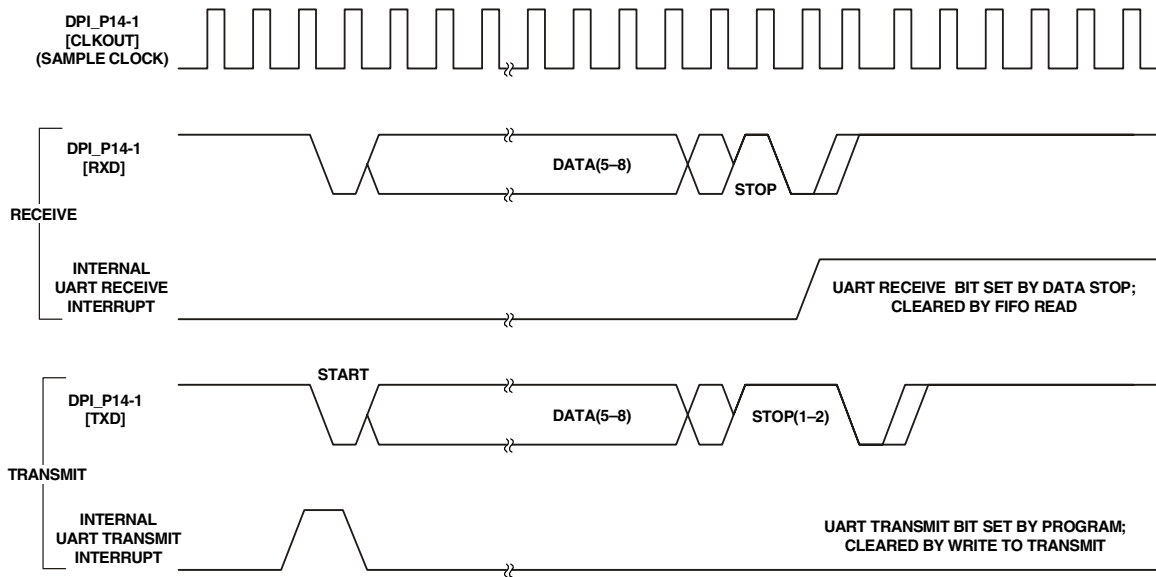 DPI_P14-1
[CLKOUT]
(SAMPLE CLOCK)
DPI_P14-1
[RXD]
DATA(5–8)
STOP
RECEIVE
INTERNAL
UART RECEIVE
INTERRUPT
UART RECEIVE BIT SET BY DATA STOP;
CLEARED BY FIFO READ
START
DPI_P14-1
[TXD]
DATA(5–8)
STOP(1–2)
TRANSMIT
INTERNAL
UART TRANSMIT
INTERRUPT
UART TRANSMIT BIT SET BY PROGRAM;
CLEARED BY WRITE TO TRANSMIT